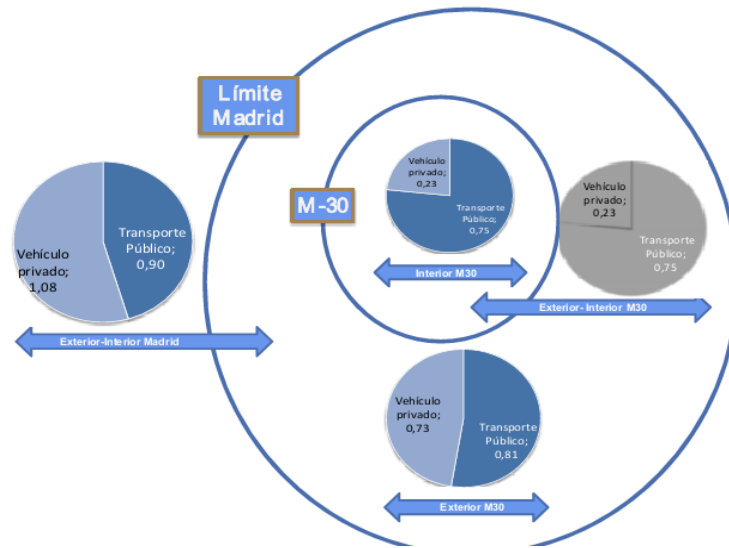 Límite
Madrid
M-30
Vehículo
privado;
0,23
Transporte
Público;
0,75
Interior M30
Vehículo
privado;
0,23
Transporte
Público;
0,75
Exterior- Interior M30
Vehículo
privado;
1,08
Transporte
Público;
0,90
Exterior-Interior Madrid
Vehículo
privado;
0,73
Transporte
Público;
0,81
Exterior M30